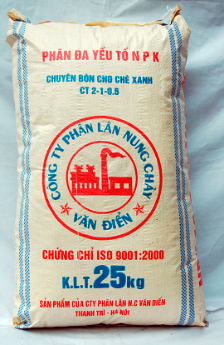 PHÂN ĐA YẾU TỐ N P K
CHUYÊN BÓN CHO CHÈ XANH
CT 2-1-0.5
CÔNG TY PHÂN LÂN NUNG CHẢY
VĂN ĐIỂN
CHỨNG CHỈ ISO 9001:2000
K.L.T. 25kg
SẢN PHẨM CỦA CTY PHÂN LÂN N.C VĂN ĐIỂN
THANH TRÌ - HÀ NỘI